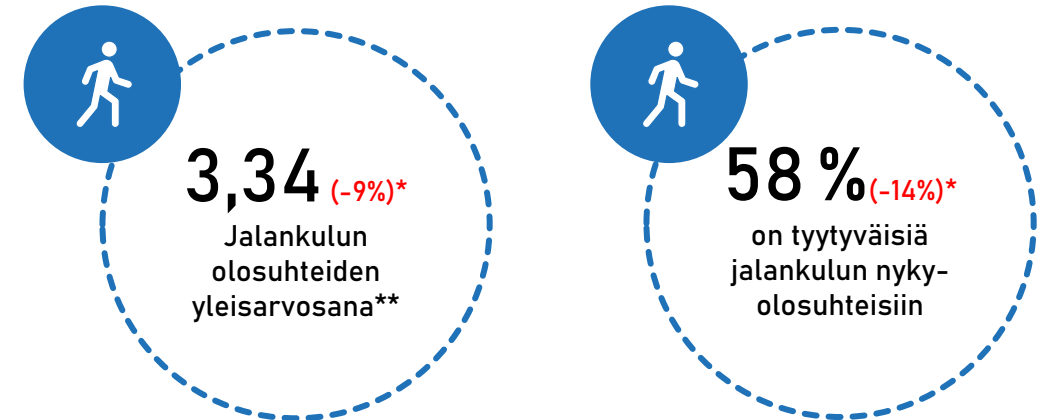 3,34 (-9%)*
Jalankulun
olosuhteiden
yleisarvosana**
58 %(-14%)*
on tyytyväisiä
jalankulun nyky-
olosuhteisiin